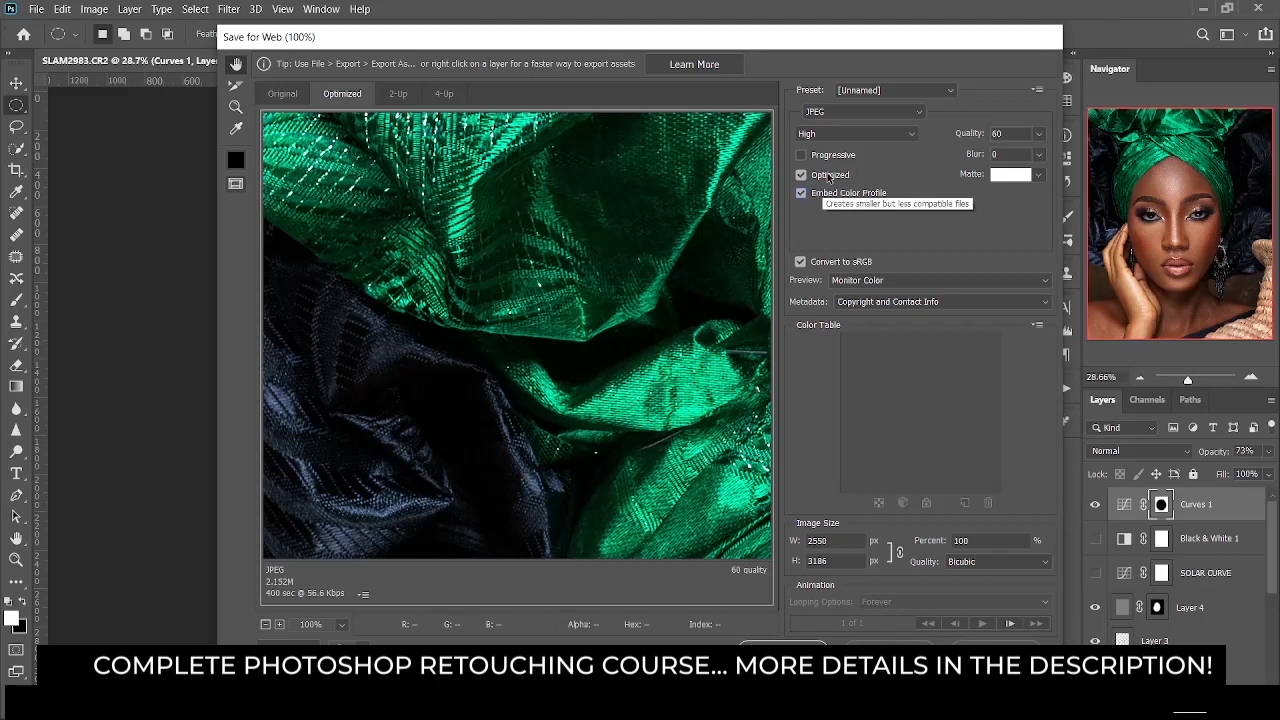 Ps File Edit Image Layer Type Select Filter 3D View Window Help
Save for Web (100%)
Feath
Tip: Use File > Export > Export As... or right click on a layer for a faster way to export assets
Learn More
SLAM2983.CR2 @ 28.7% (Curves 1, Laye
1200 1000 800 600
Original Optimized 2-Up 4-Up
Preset: [Unnamed]
JPEG
High Quality: 60
Progressive Blur: 0
Optimized Matte:
Embed Color Profile
Creates smaller but less compatible files
Convert to sRGB
Preview: Monitor Color
Metadata: Copyright and Contact Info
Color Table
Image Size
W: 2550 px Percent: 100 %
H: 3186 px Quality: Bicubic
Animation
Looping Options: Forever
1 of 1
JPEG 60 quality
2.152M
400 sec @ 56.6 Kbps
100% R: -- G: -- B: -- Alpha: -- Hex: -- Index: --
Navigator
28.66%
Layers Channels Paths
Kind
Normal Opacity: 73%
Lock: Fill: 100%
Curves 1
Black & White 1
SOLAR CURVE
Layer 4
Layer 3
COMPLETE PHOTOSHOP RETOUCHING COURSE... MORE DETAILS IN THE DESCRIPTION!